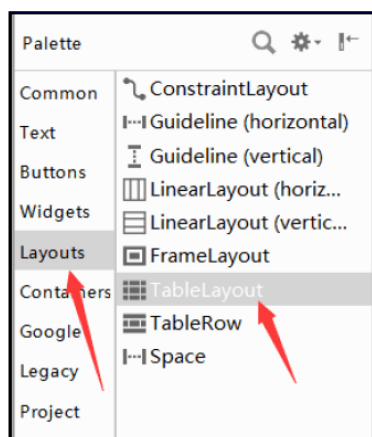 Palette
Common
Text
Buttons
Widgets
Layouts
Containers
Google
Legacy
Project
ConstraintLayout
Guideline (horizontal)
Guideline (vertical)
LinearLayout (horiz...
LinearLayout (vertic...
FrameLayout
TableLayout
TableRow
Space